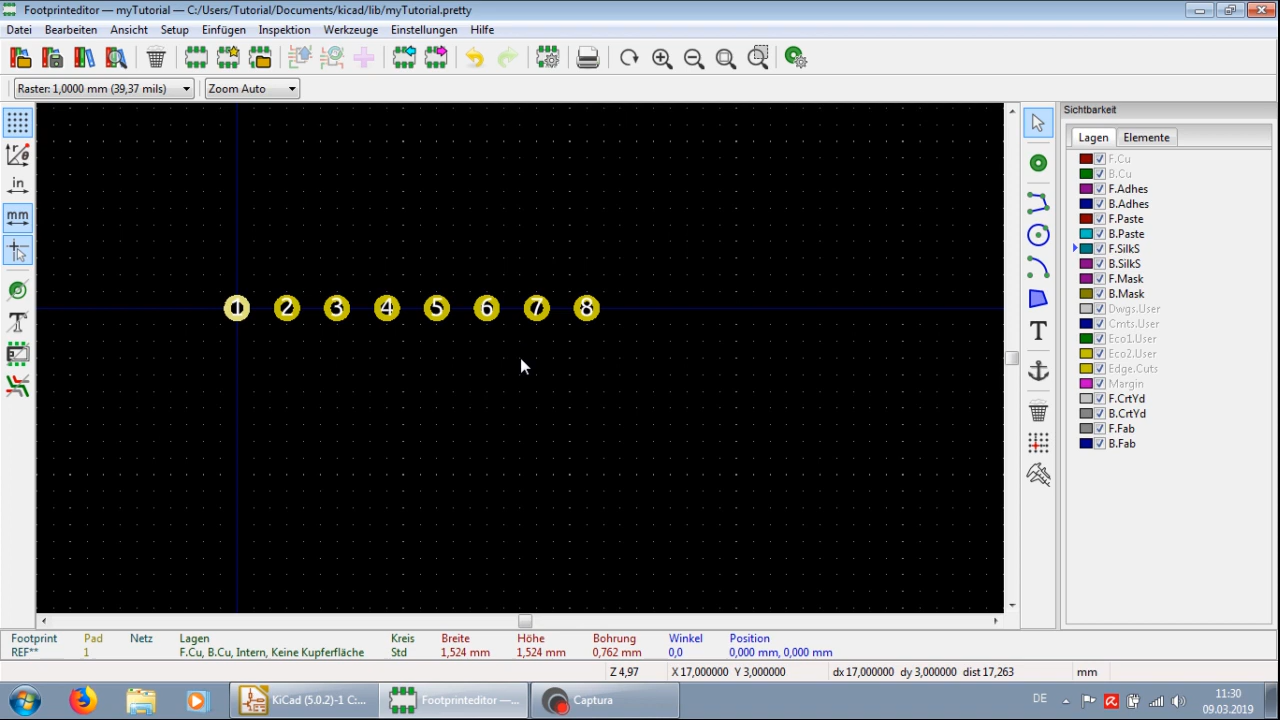 Footprinteditor — myTutorial — C:/Users/Tutorial/Documents/kicad/lib/myTutorial.pretty
Datei Bearbeiten Ansicht Setup Einfügen Inspektion Werkzeuge Einstellungen Hilfe
Raster: 1,0000 mm (39,37 mils) Zoom Auto
Sichtbarkeit
Lagen Elemente
F.Cu
B.Cu
F.Adhes
B.Adhes
F.Paste
B.Paste
F.SilkS
B.SilkS
F.Mask
B.Mask
Dwgs.User
Cmts.User
Eco1.User
Eco2.User
Edge.Cuts
Margin
F.CrtYd
B.CrtYd
F.Fab
B.Fab
in
mm
1 2 3 4 5 6 7 8
Footprint Pad Netz Lagen Kreis Breite Höhe Bohrung Winkel Position
REF** 1 F.Cu, B.Cu, Intern, Keine Kupferfläche Std 1,524 mm 1,524 mm 0,762 mm 0,0 0,000 mm, 0,000 mm
Z 4,97 X 17,000000 Y 3,000000 dx 17,000000 dy 3,000000 dist 17,263 mm
KiCad (5.0.2)-1 C:... Footprinteditor —... Captura DE 11:30
09.03.2019